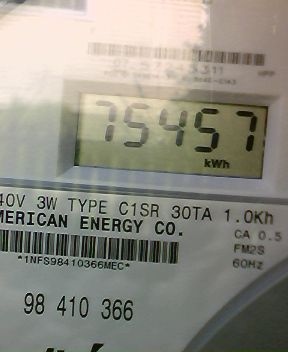 75457
kWh
40V 3W TYPE C1SR 30TA 1.0Kh
MERICAN ENERGY CO.
CA 0.5
FM2S
*1NFS98410366MEC*
60Hz
98 410 366